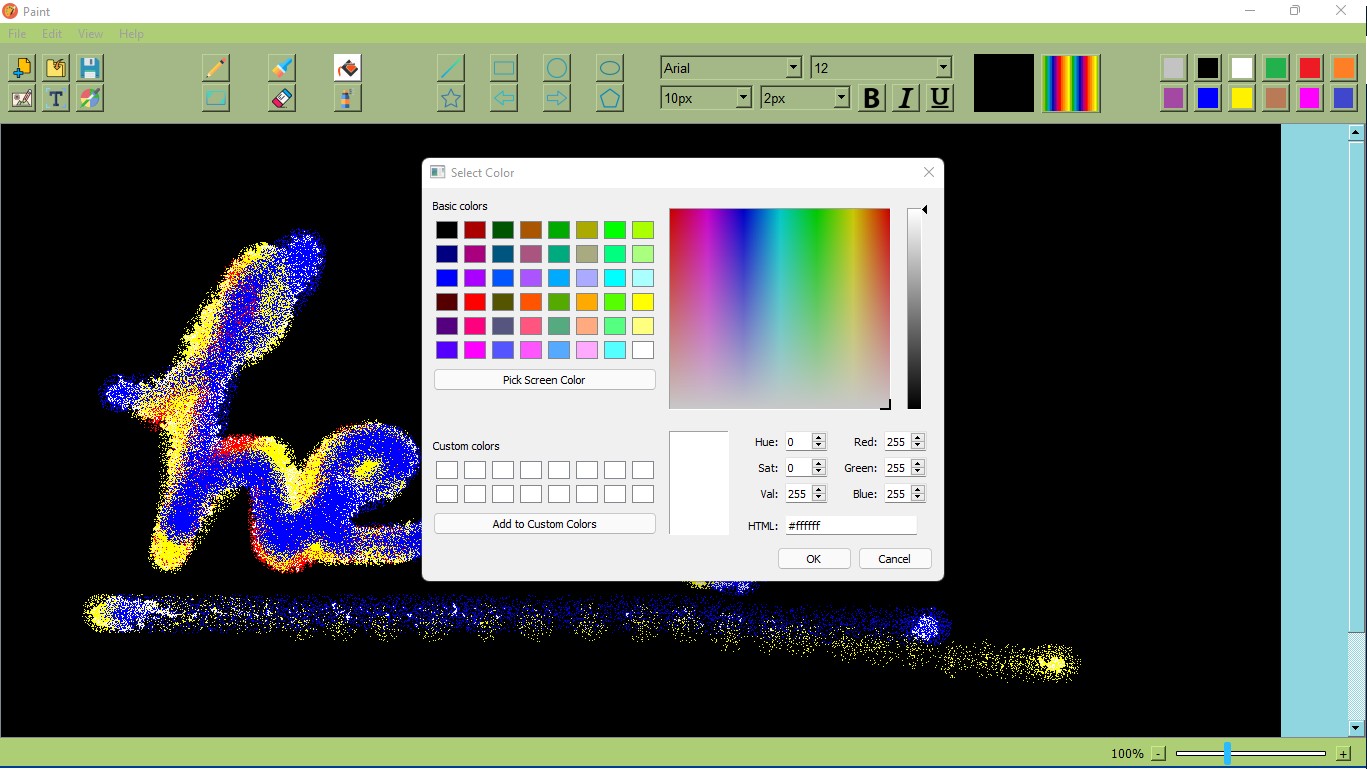 Paint
File Edit View Help
T
Arial 12
10px 2px B I U
Select Color
Basic colors
Pick Screen Color
Custom colors
Add to Custom Colors
Hue: 0 Red: 255
Sat: 0 Green: 255
Val: 255 Blue: 255
HTML: #ffffff
OK Cancel
he
100% - +